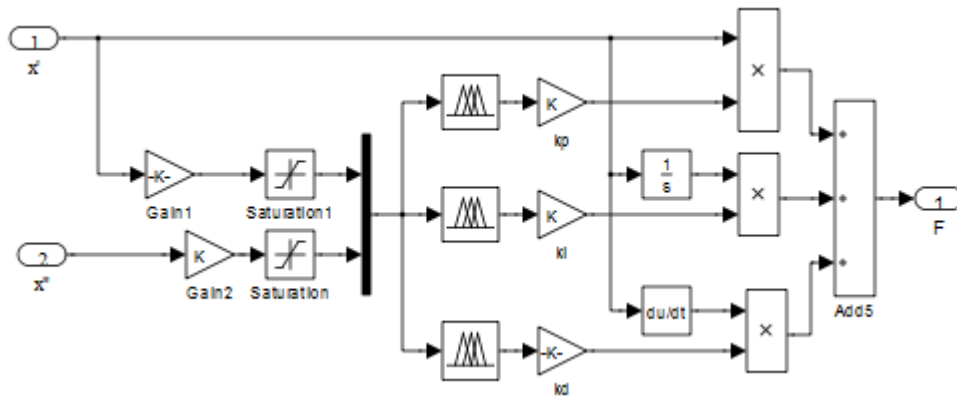 1
x'
2
x''
-K-
Gain1
K
Gain2
Saturation1
Saturation
K
kp
K
ki
-K-
kd
1
s
du/dt
×
×
×
+
+
+
Add5
1
F